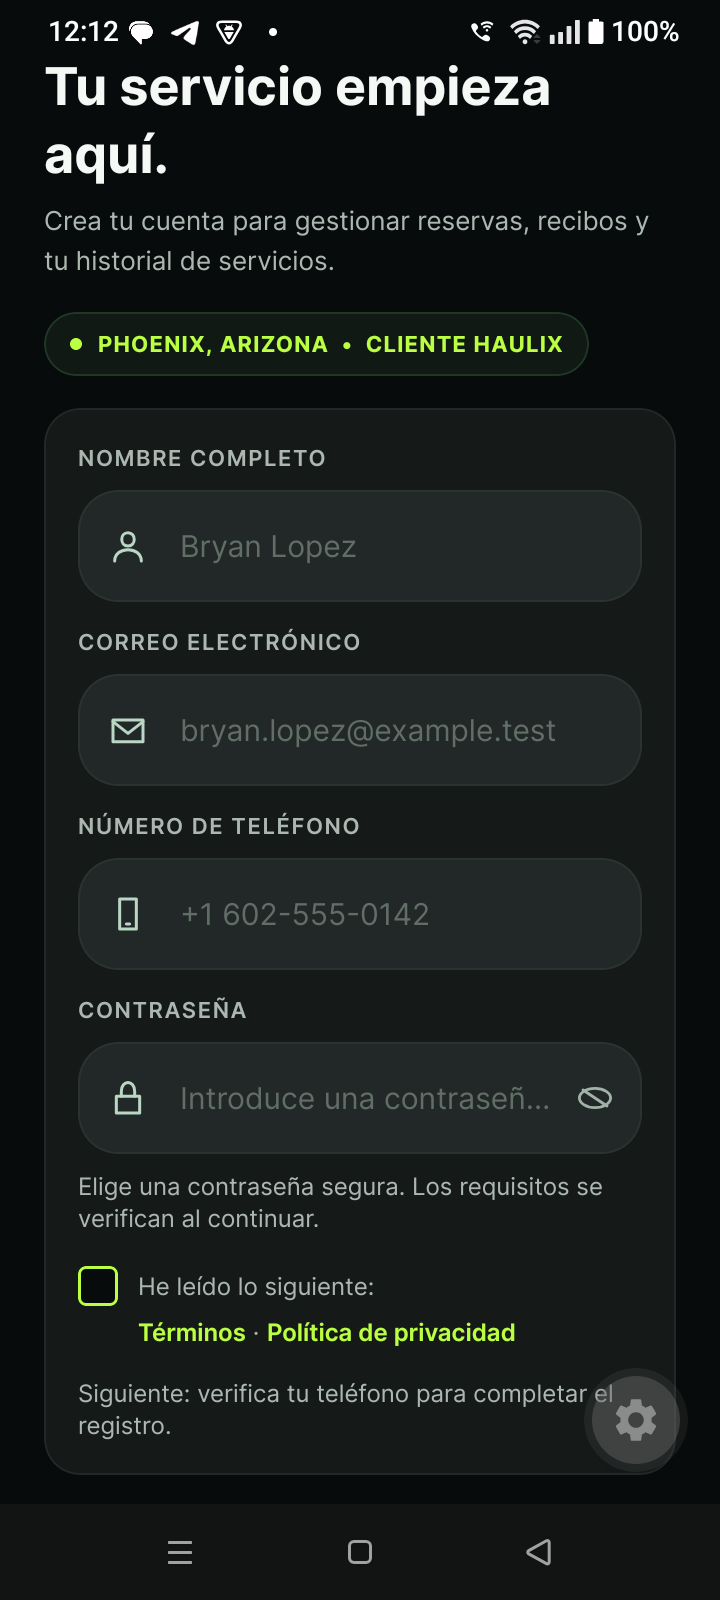 12:12
100%
Tu servicio empieza
aquí.
Crea tu cuenta para gestionar reservas, recibos y
tu historial de servicios.
PHOENIX, ARIZONA • CLIENTE HAULIX
NOMBRE COMPLETO
Bryan Lopez
CORREO ELECTRÓNICO
bryan.lopez@example.test
NÚMERO DE TELÉFONO
+1 602-555-0142
CONTRASEÑA
Introduce una contraseñ...
Elige una contraseña segura. Los requisitos se
verifican al continuar.
He leído lo siguiente:
Términos · Política de privacidad
Siguiente: verifica tu teléfono para completar el
registro.